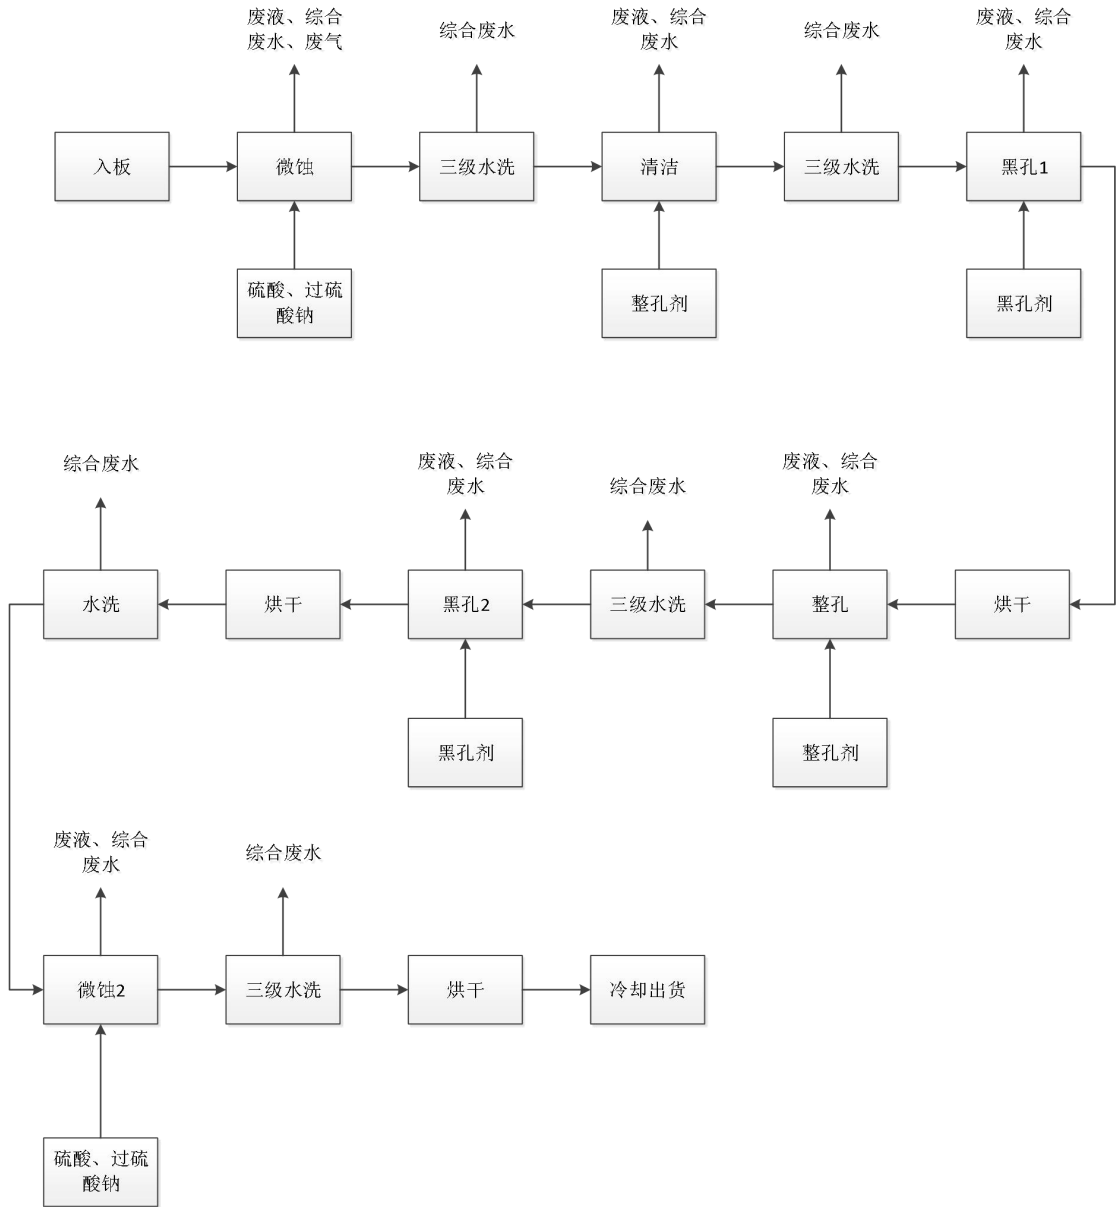 废液、综合
废水、废气
综合废水
废液、综合
废水
综合废水
废液、综合
废水
入板
微蚀
三级水洗
清洁
三级水洗
黑孔1
硫酸、过硫
酸钠
整孔剂
黑孔剂
综合废水
废液、综合
废水
综合废水
废液、综合
废水
水洗
烘干
黑孔2
三级水洗
整孔
烘干
黑孔剂
整孔剂
废液、综合
废水
综合废水
微蚀2
三级水洗
烘干
冷却出货
硫酸、过硫
酸钠